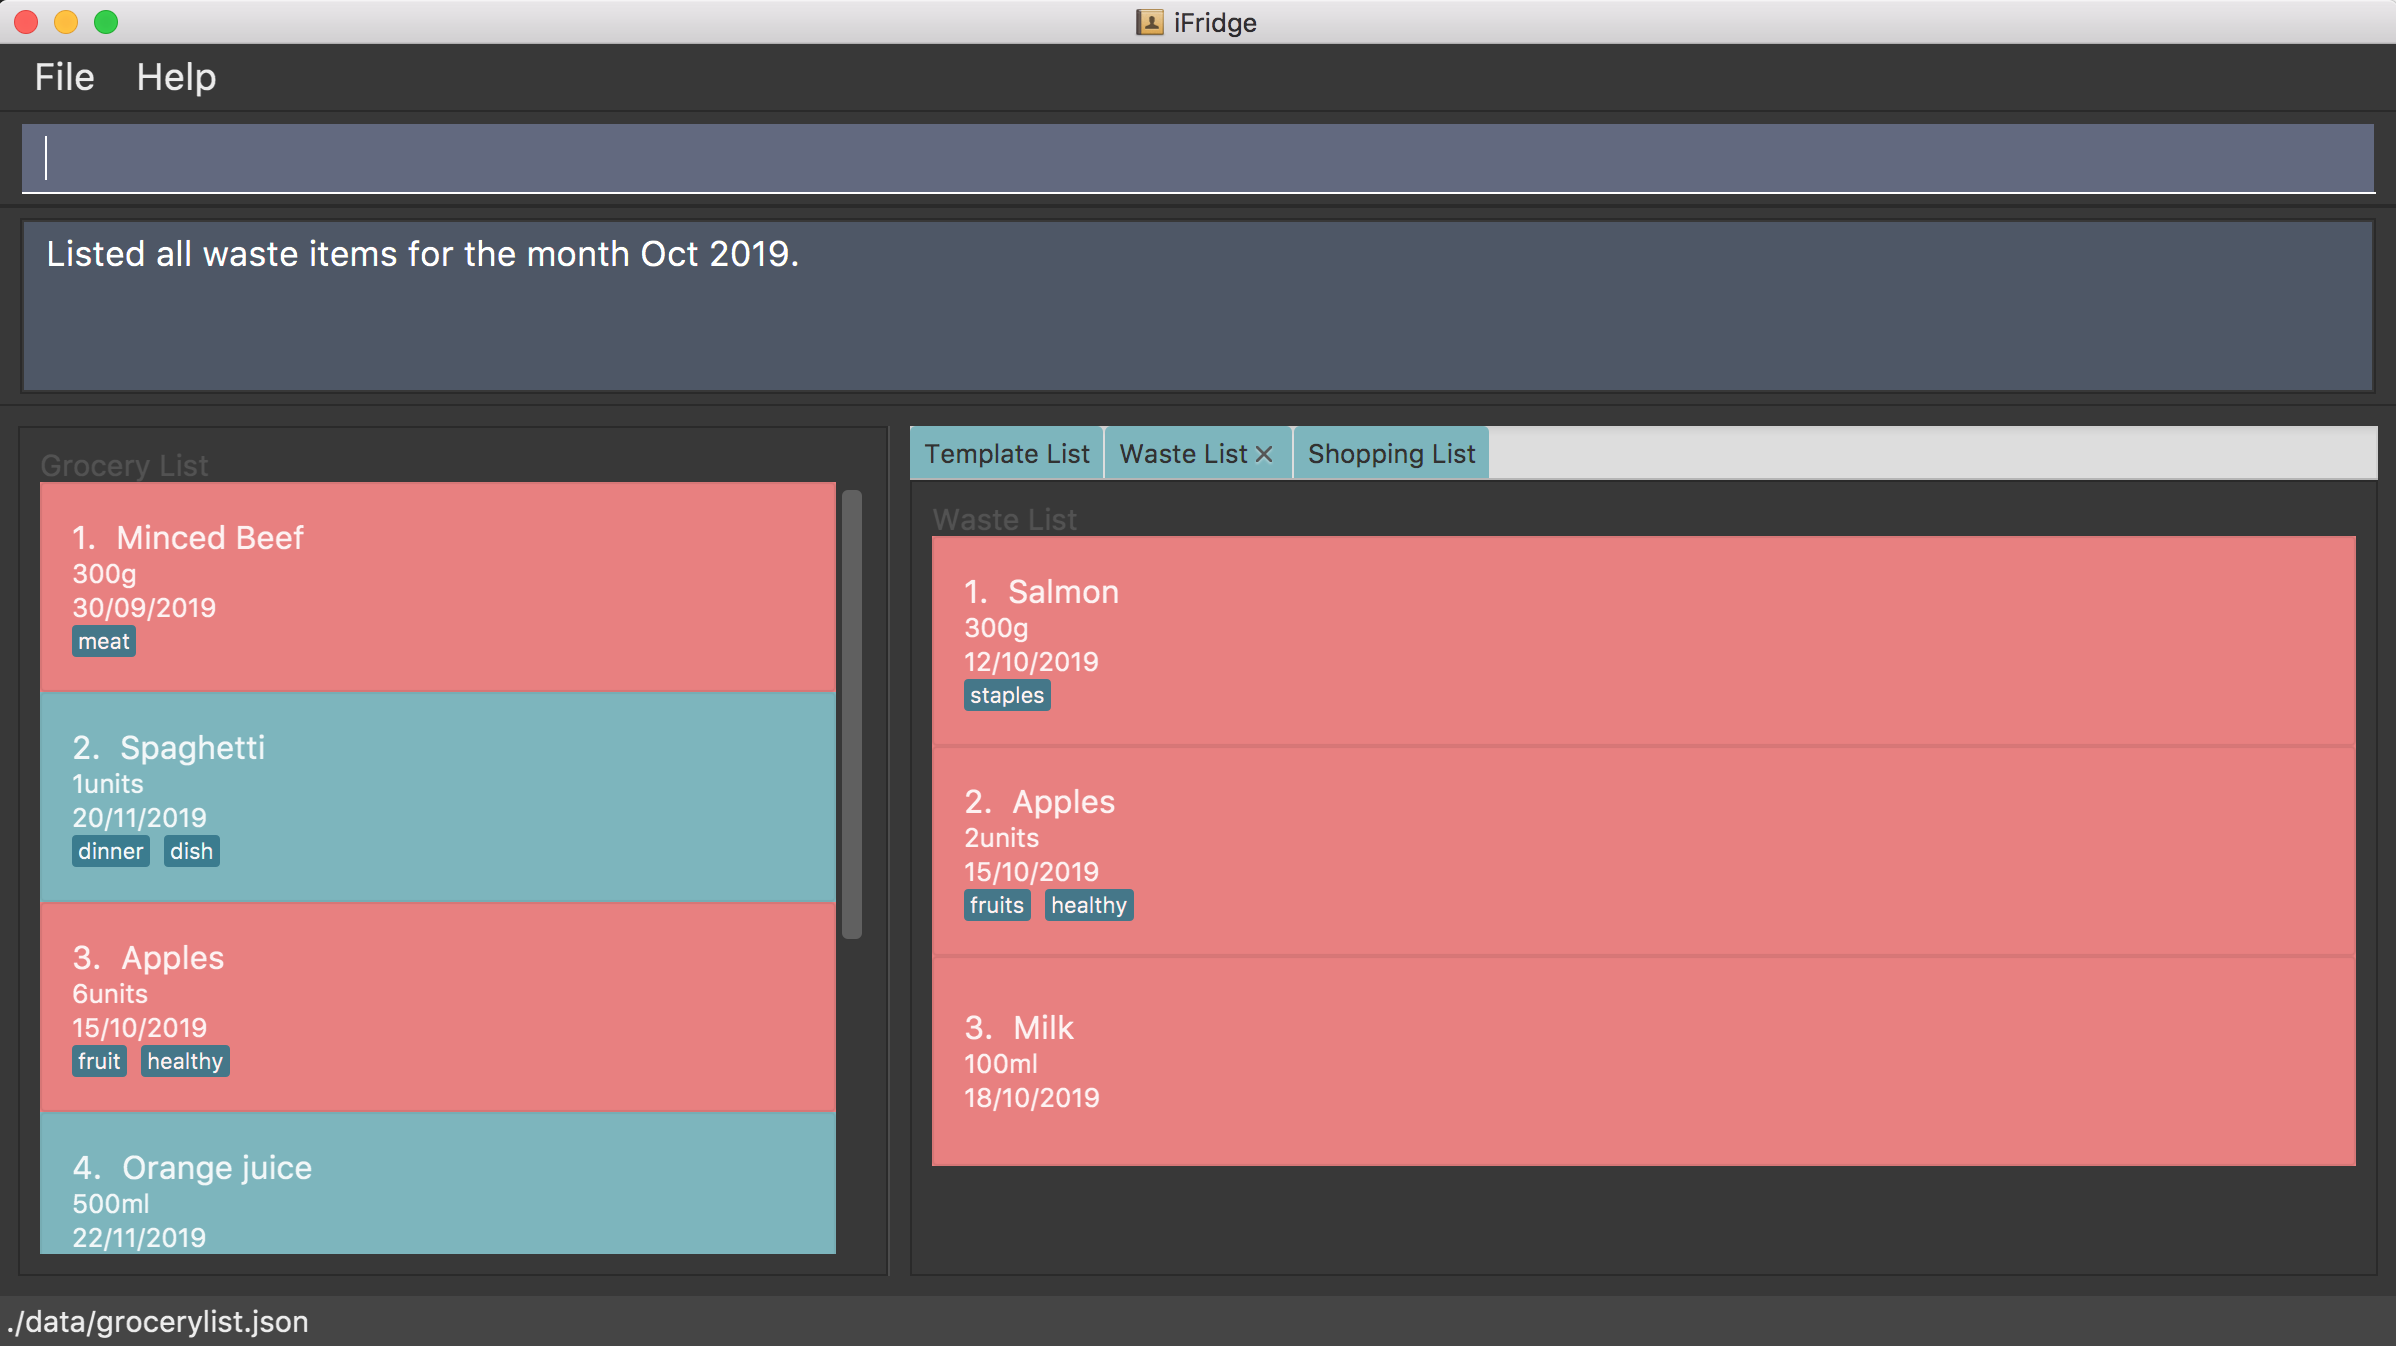 iFridge
File Help
Listed all waste items for the month Oct 2019.
Grocery List
1. Minced Beef
300g
30/09/2019
meat
2. Spaghetti
1units
20/11/2019
dinner dish
3. Apples
6units
15/10/2019
fruit healthy
4. Orange juice
500ml
22/11/2019
Template List Waste List Shopping List
Waste List
1. Salmon
300g
12/10/2019
staples
2. Apples
2units
15/10/2019
fruits healthy
3. Milk
100ml
18/10/2019
./data/grocerylist.json